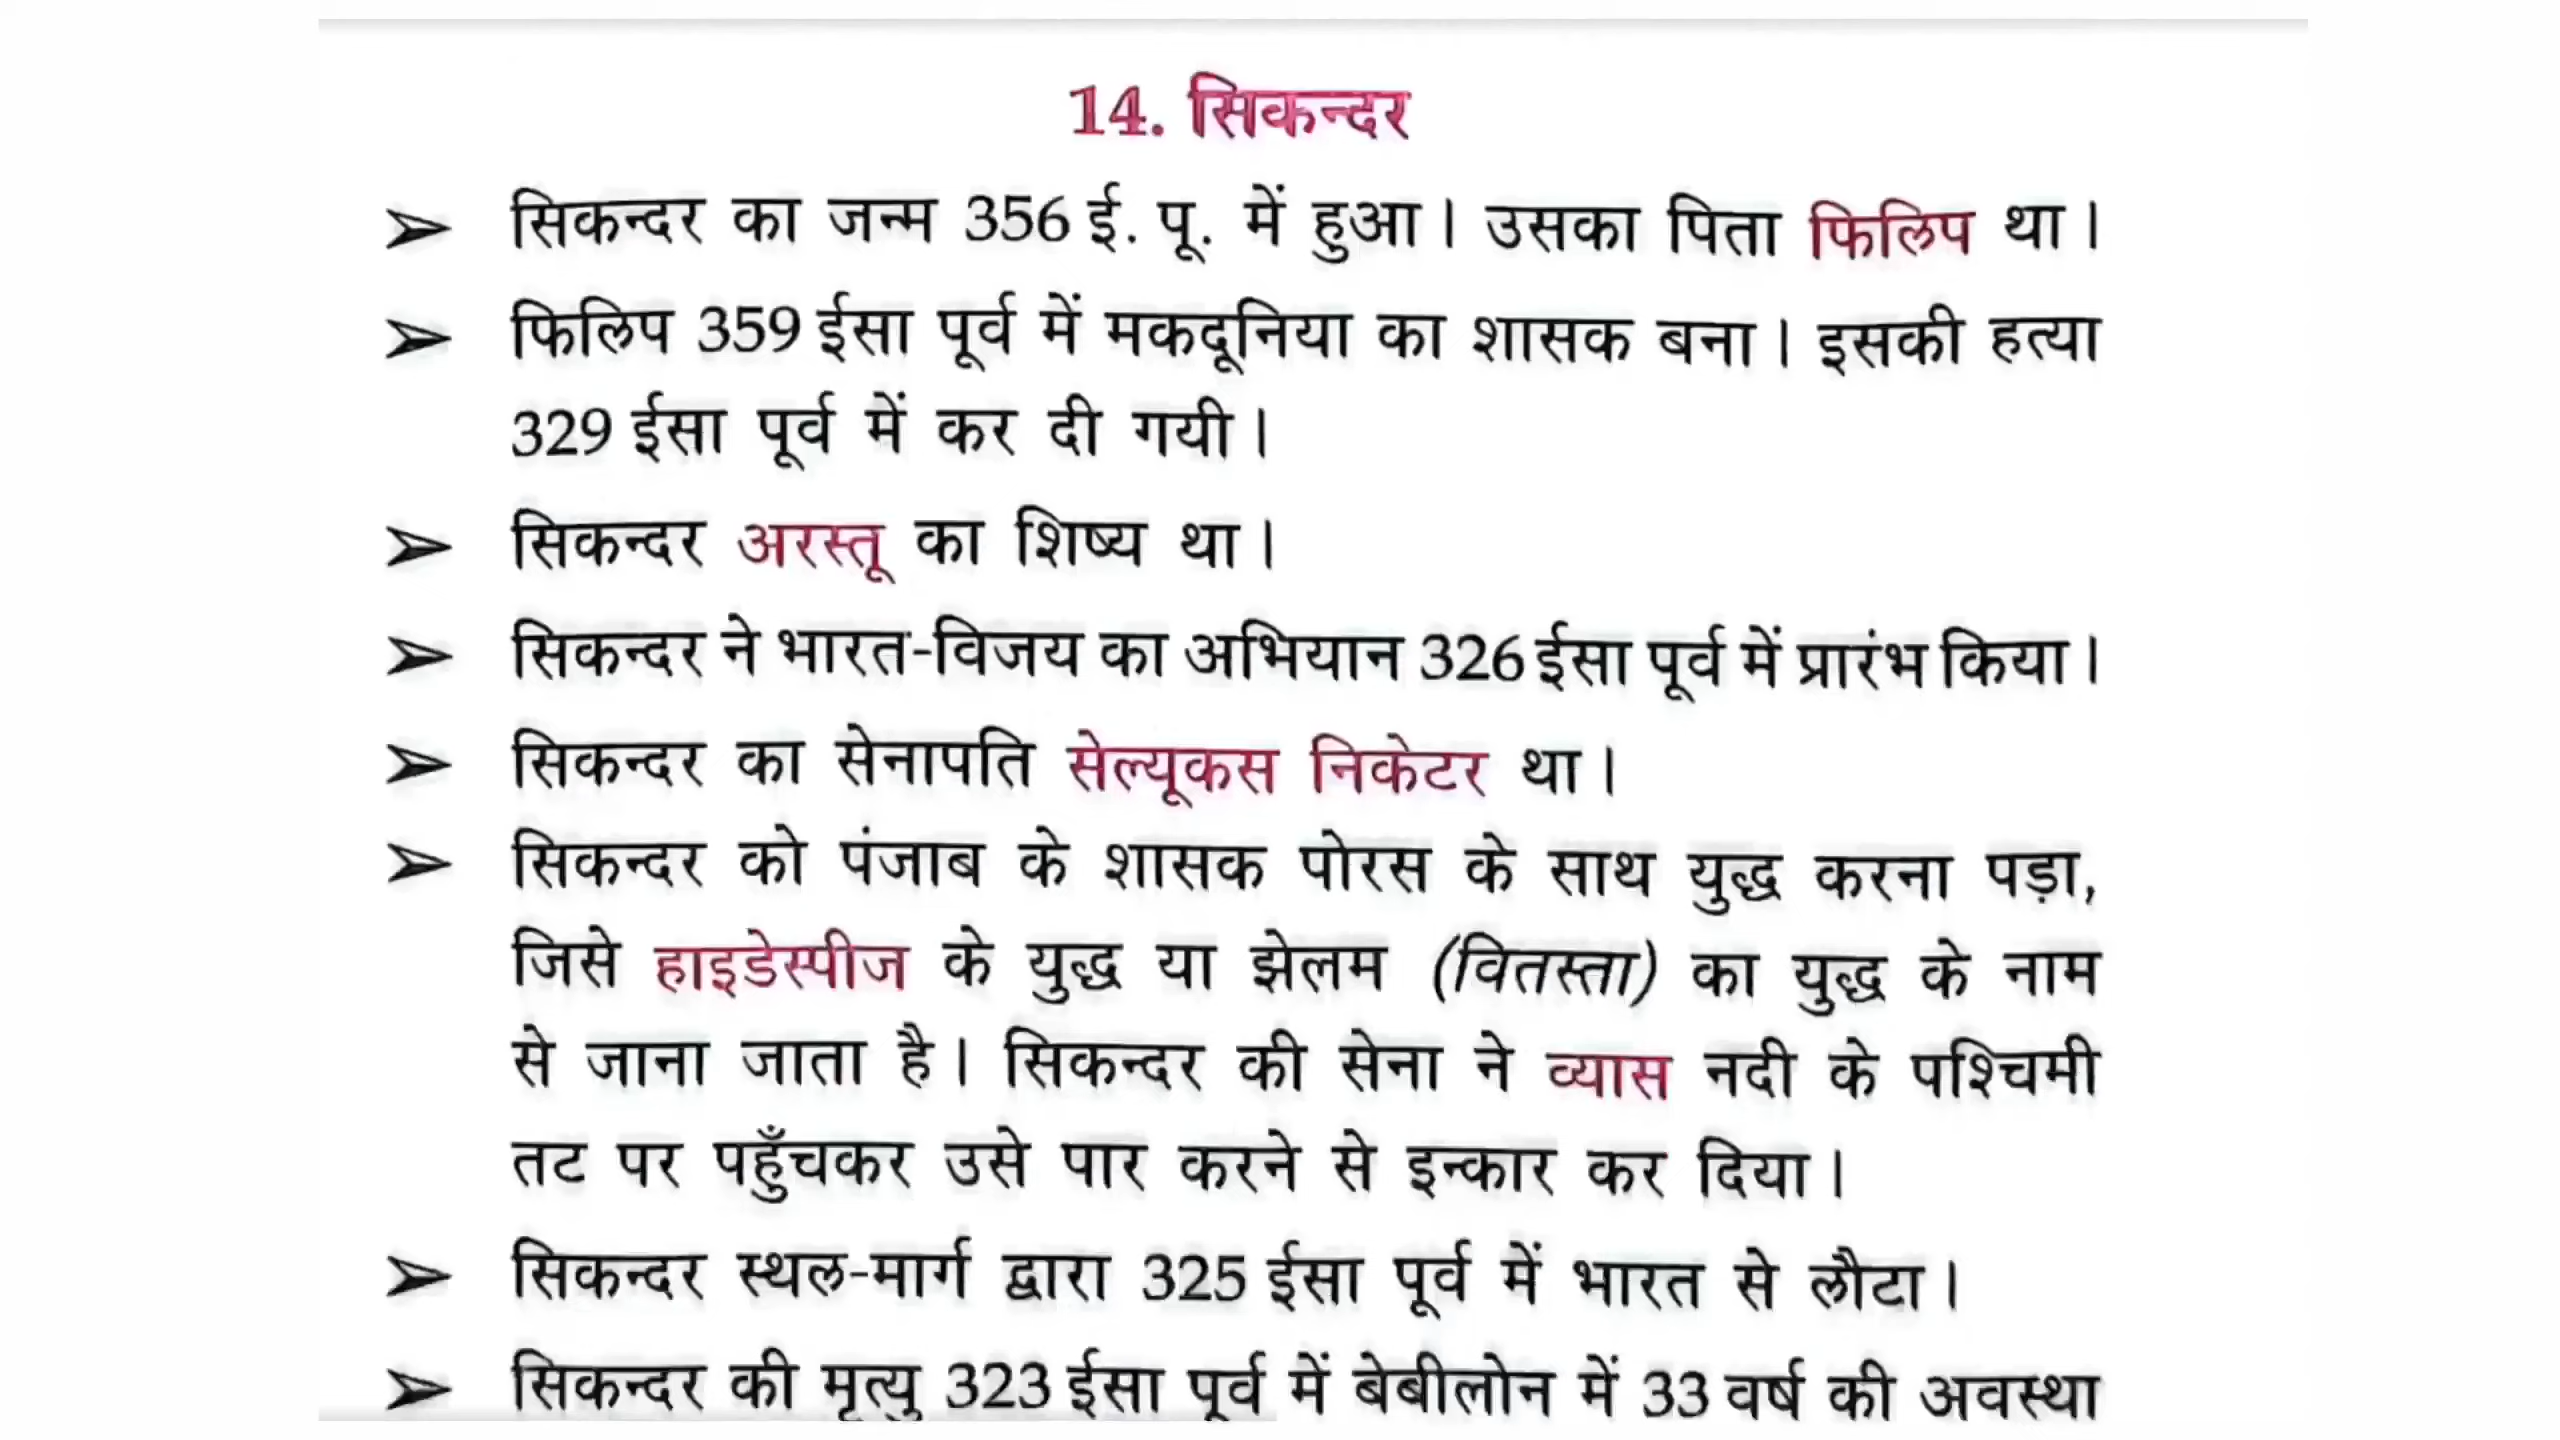 14. सिकन्दर
➢ सिकन्दर का जन्म 356 ई. पू. में हुआ। उसका पिता फिलिप था।
➢ फिलिप 359 ईसा पूर्व में मकदूनिया का शासक बना। इसकी हत्या
329 ईसा पूर्व में कर दी गयी।
➢ सिकन्दर अरस्तू का शिष्य था।
➢ सिकन्दर ने भारत-विजय का अभियान 326 ईसा पूर्व में प्रारंभ किया।
➢ सिकन्दर का सेनापति सेल्यूकस निकेटर था।
➢ सिकन्दर को पंजाब के शासक पोरस के साथ युद्ध करना पड़ा,
जिसे हाइडेस्पीज के युद्ध या झेलम (वितस्ता) का युद्ध के नाम
से जाना जाता है। सिकन्दर की सेना ने व्यास नदी के पश्चिमी
तट पर पहुँचकर उसे पार करने से इन्कार कर दिया।
➢ सिकन्दर स्थल-मार्ग द्वारा 325 ईसा पूर्व में भारत से लौटा।
➢ सिकन्दर की मृत्यु 323 ईसा पूर्व में बेबीलोन में 33 वर्ष की अवस्था